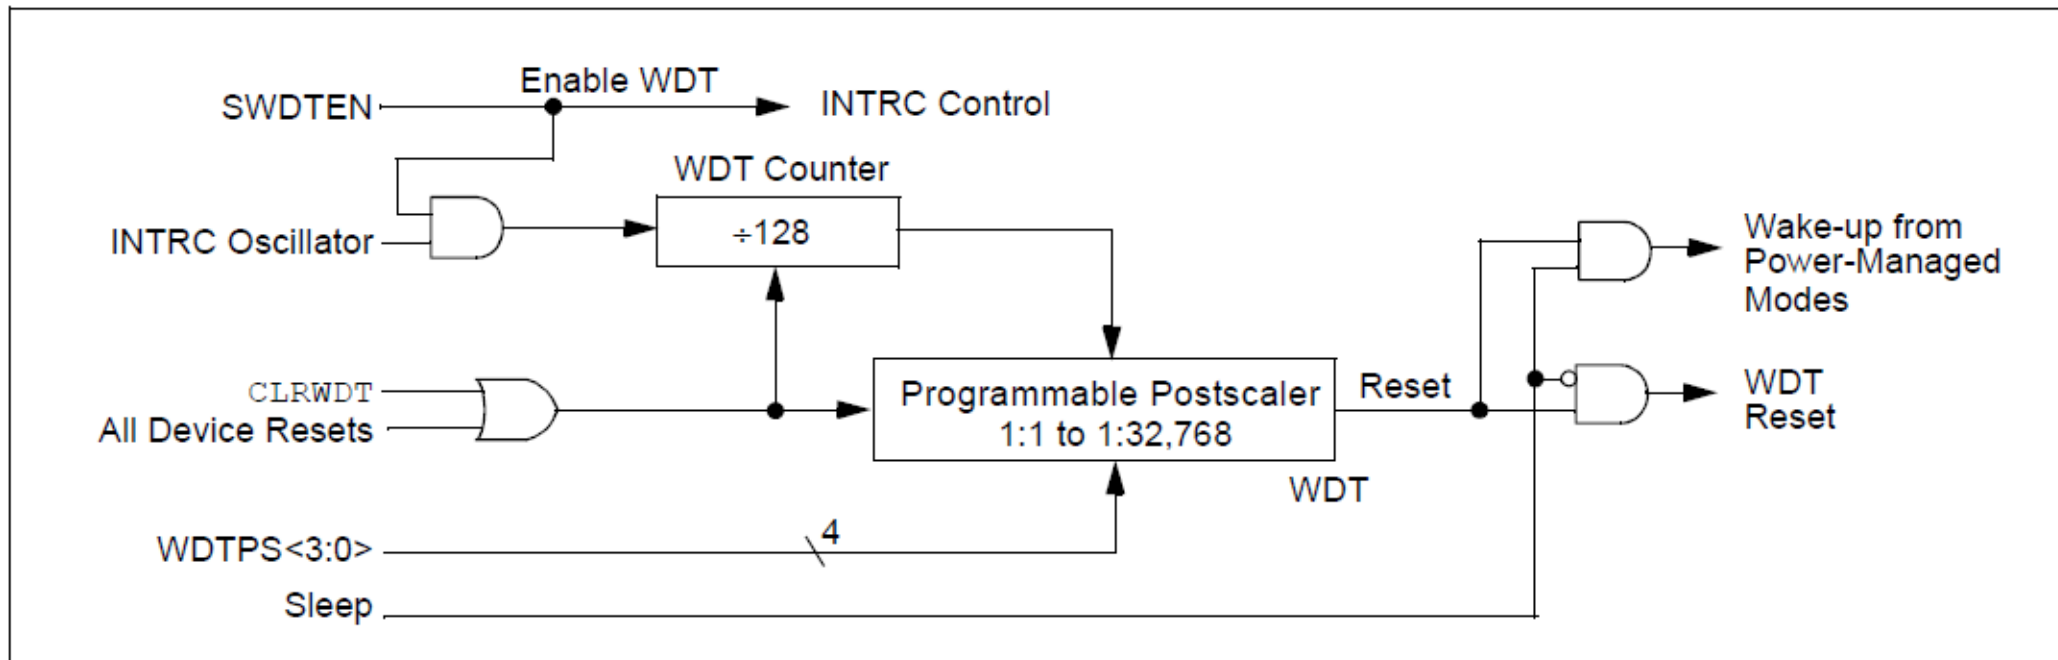 Enable WDT
SWDTEN
INTRC Control
WDT Counter
÷128
INTRC Oscillator
Wake-up from
Power-Managed
Modes
CLRWDT
All Device Resets
Programmable Postscaler
1:1 to 1:32,768
Reset
WDT
Reset
WDT
4
WDTPS<3:0>
Sleep